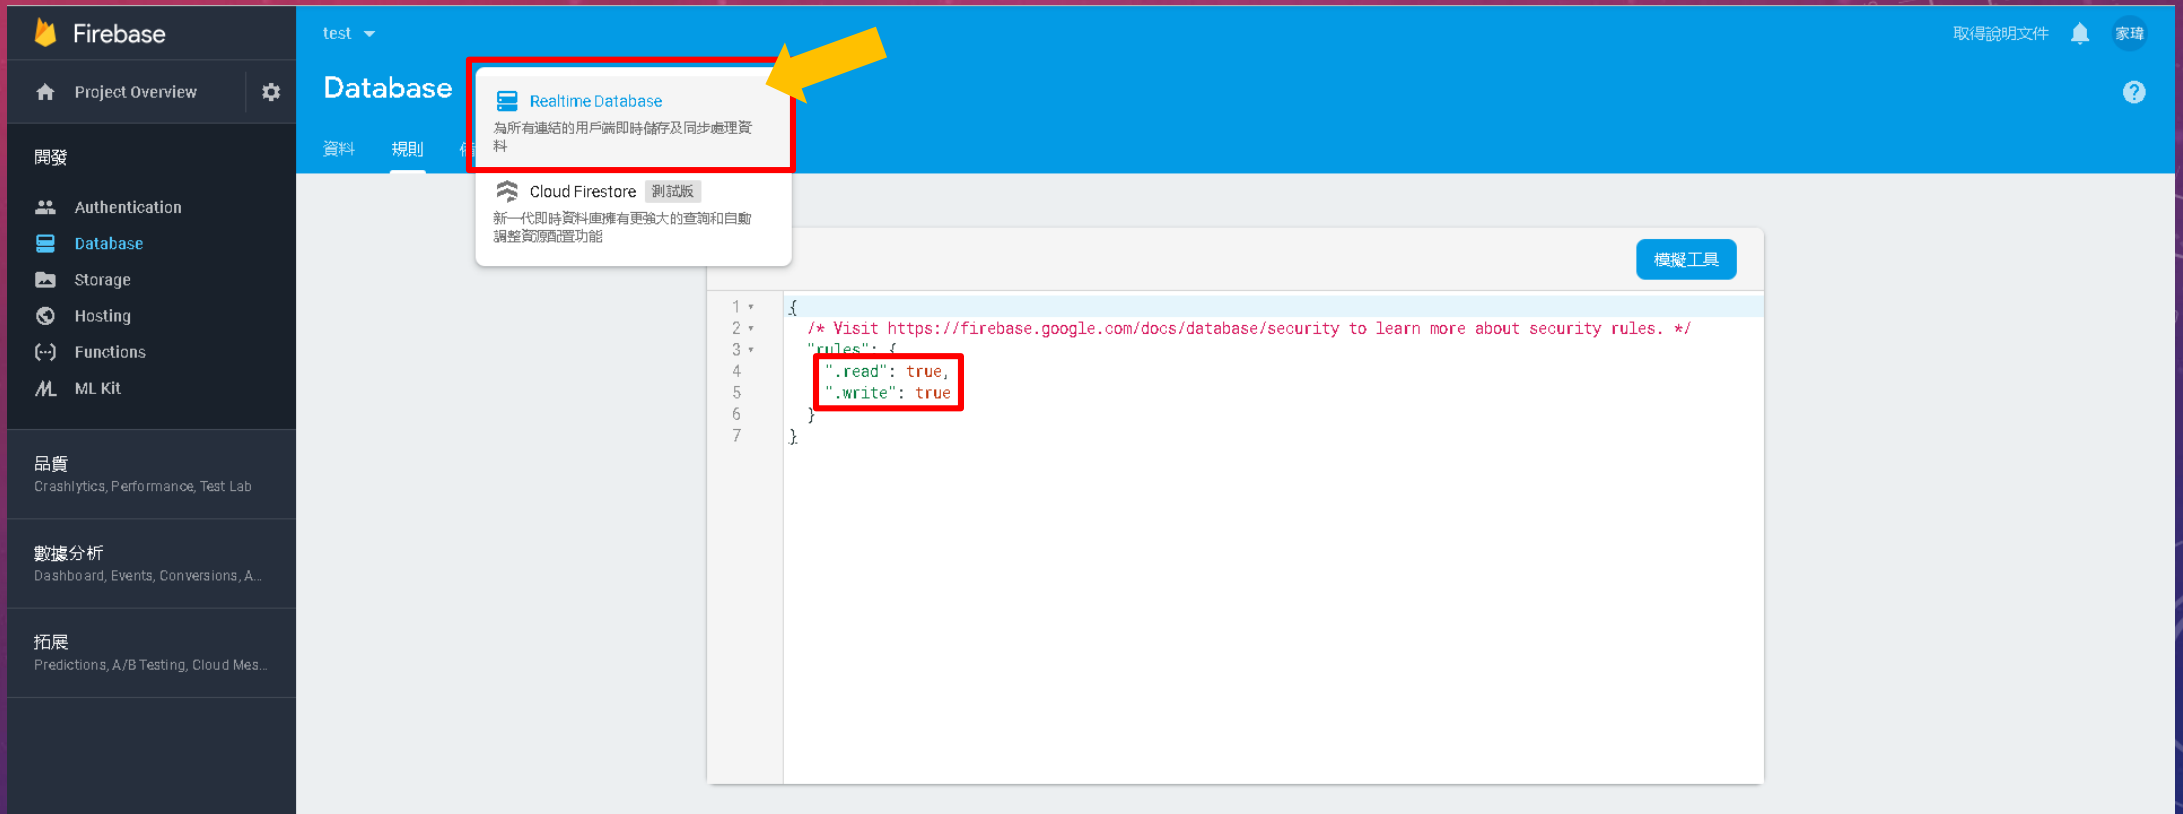 Firebase
test
取得說明文件
家瑋
Project Overview
Database
Realtime Database
為所有連結的用戶端即時儲存及同步處理資
料
資料
規則
Cloud Firestore 測試版
新一代即時資料庫擁有更強大的查詢和自動
調整資源配置功能
開發
Authentication
Database
Storage
Hosting
Functions
ML Kit
品質
Crashlytics, Performance, Test Lab
數據分析
Dashboard, Events, Conversions, A...
拓展
Predictions, A/B Testing, Cloud Mes...
模擬工具
1 {
2 /* Visit https://firebase.google.com/docs/database/security to learn more about security rules. */
3 "rules": {
4 ".read": true,
5 ".write": true
6 }
7 }